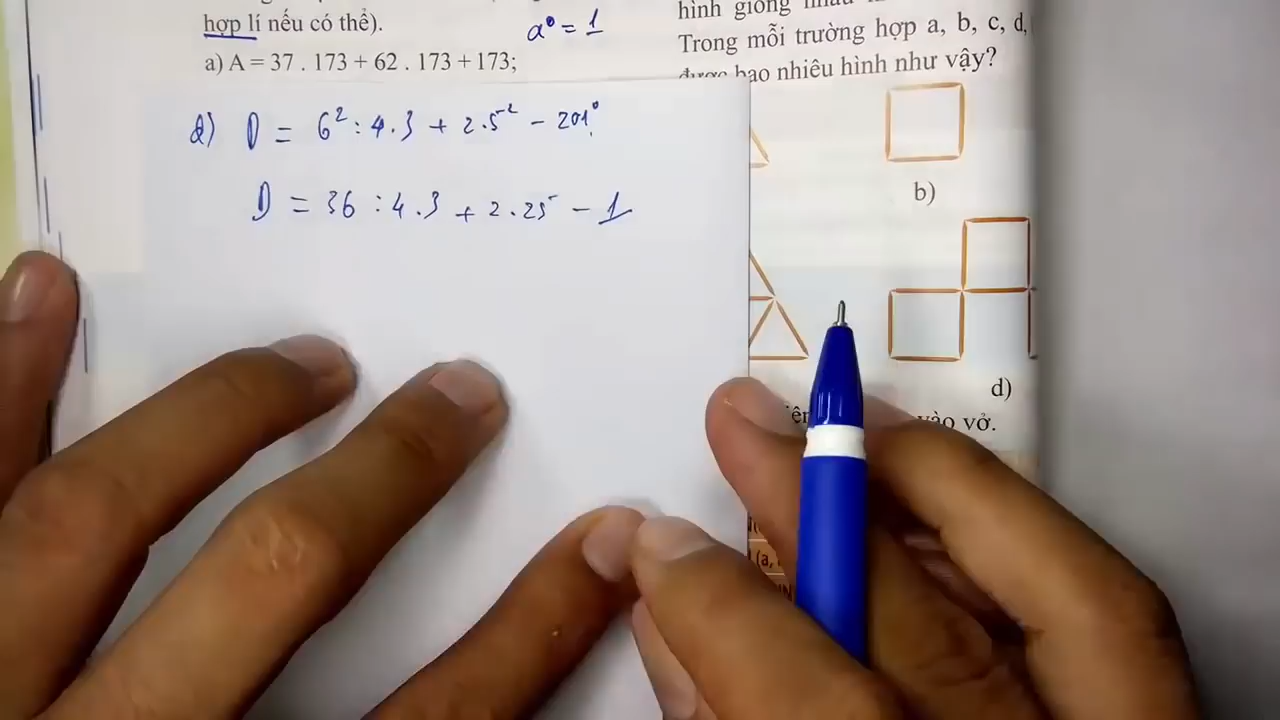 hợp lí nếu có thể).
a⁰ = 1
a) A = 37 . 173 + 62 . 173 + 173;
d) D = 6² : 4.3 + 2.5² - 201⁰
D = 36 : 4.3 + 2.25 - 1
hình giống nhau
Trong mỗi trường hợp a, b, c, d,
được bao nhiêu hình như vậy?
b)
d)
vào vở.
(a,